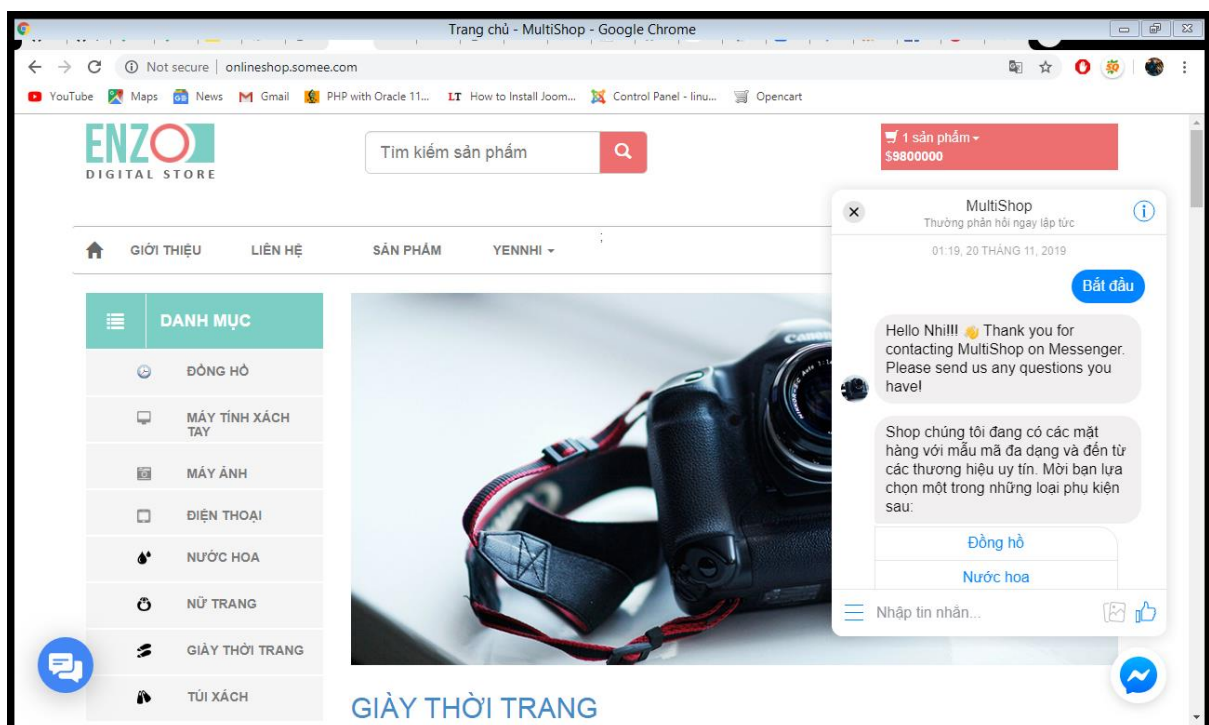 Trang chủ - MultiShop - Google Chrome
Not secure | onlineshop.somee.com
YouTube Maps News Gmail PHP with Oracle 11... LT How to Install Joom... Control Panel - linu... Opencart
ENZO
DIGITAL STORE
Tìm kiếm sản phẩm
1 sản phẩm
$9800000
GIỚI THIỆU LIÊN HỆ SẢN PHẨM YENNHI ;
DANH MỤC
ĐỒNG HỒ
MÁY TÍNH XÁCH
TAY
MÁY ẢNH
ĐIỆN THOẠI
NƯỚC HOA
NỮ TRANG
GIÀY THỜI TRANG
TÚI XÁCH
Canon
GIÀY THỜI TRANG
MultiShop
Thường phản hồi ngay lập tức
01:19, 20 THÁNG 11, 2019
Bắt đầu
Hello Nhi!!! 👋 Thank you for
contacting MultiShop on Messenger.
Please send us any questions you
have!
Shop chúng tôi đang có các mặt
hàng với mẫu mã đa dạng và đến từ
các thương hiệu uy tín. Mời bạn lựa
chọn một trong những loại phụ kiện
sau:
Đồng hồ
Nước hoa
Nhập tin nhắn...